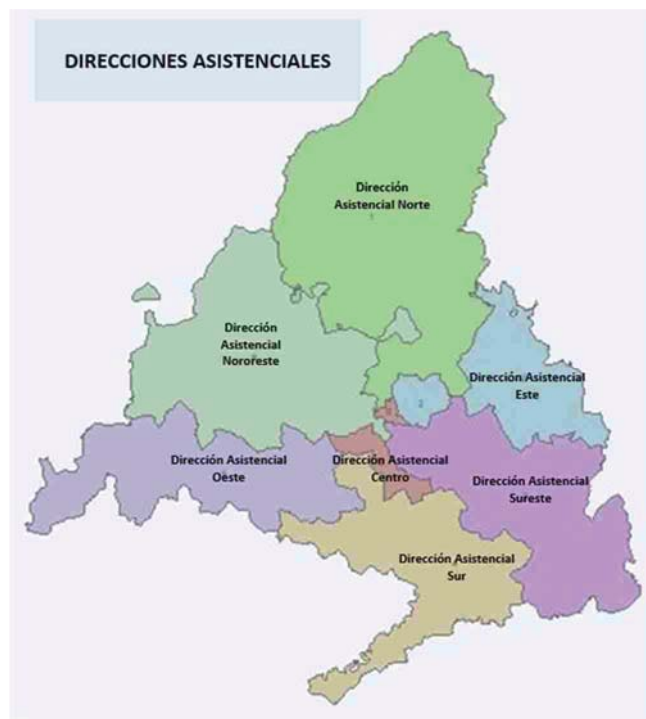 DIRECCIONES ASISTENCIALES
Dirección
Asistencial Norte
Dirección
Asistencial
Nororeste
Dirección Asistencial
Este
Dirección Asistencial
Oeste
Dirección Asistencial
Centro
Dirección Asistencial
Sureste
Dirección Asistencial
Sur